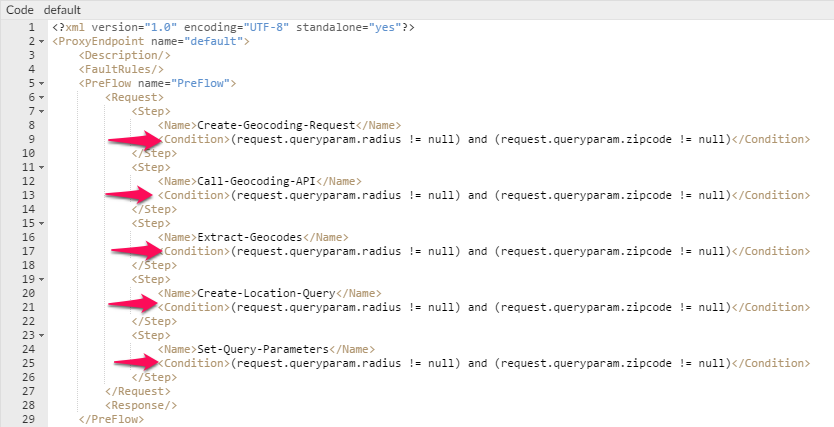 Code default
1 <?xml version="1.0" encoding="UTF-8" standalone="yes"?>
2 <ProxyEndpoint name="default">
3 <Description/>
4 <FaultRules/>
5 <PreFlow name="PreFlow">
6 <Request>
7 <Step>
8 <Name>Create-Geocoding-Request</Name>
9 <Condition>(request.queryparam.radius != null) and (request.queryparam.zipcode != null)</Condition>
10 </Step>
11 <Step>
12 <Name>Call-Geocoding-API</Name>
13 <Condition>(request.queryparam.radius != null) and (request.queryparam.zipcode != null)</Condition>
14 </Step>
15 <Step>
16 <Name>Extract-Geocodes</Name>
17 <Condition>(request.queryparam.radius != null) and (request.queryparam.zipcode != null)</Condition>
18 </Step>
19 <Step>
20 <Name>Create-Location-Query</Name>
21 <Condition>(request.queryparam.radius != null) and (request.queryparam.zipcode != null)</Condition>
22 </Step>
23 <Step>
24 <Name>Set-Query-Parameters</Name>
25 <Condition>(request.queryparam.radius != null) and (request.queryparam.zipcode != null)</Condition>
26 </Step>
27 </Request>
28 <Response/>
29 </PreFlow>